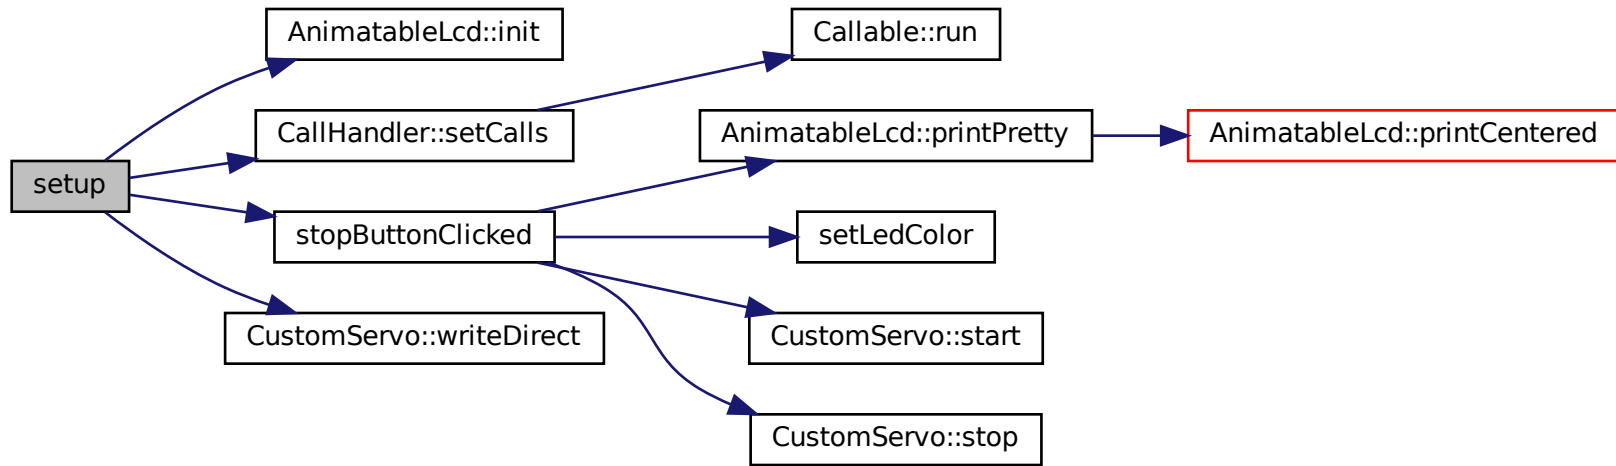 setup
AnimatableLcd::init
CallHandler::setCalls
stopButtonClicked
CustomServo::writeDirect
Callable::run
AnimatableLcd::printPretty
setLedColor
CustomServo::start
CustomServo::stop
AnimatableLcd::printCentered